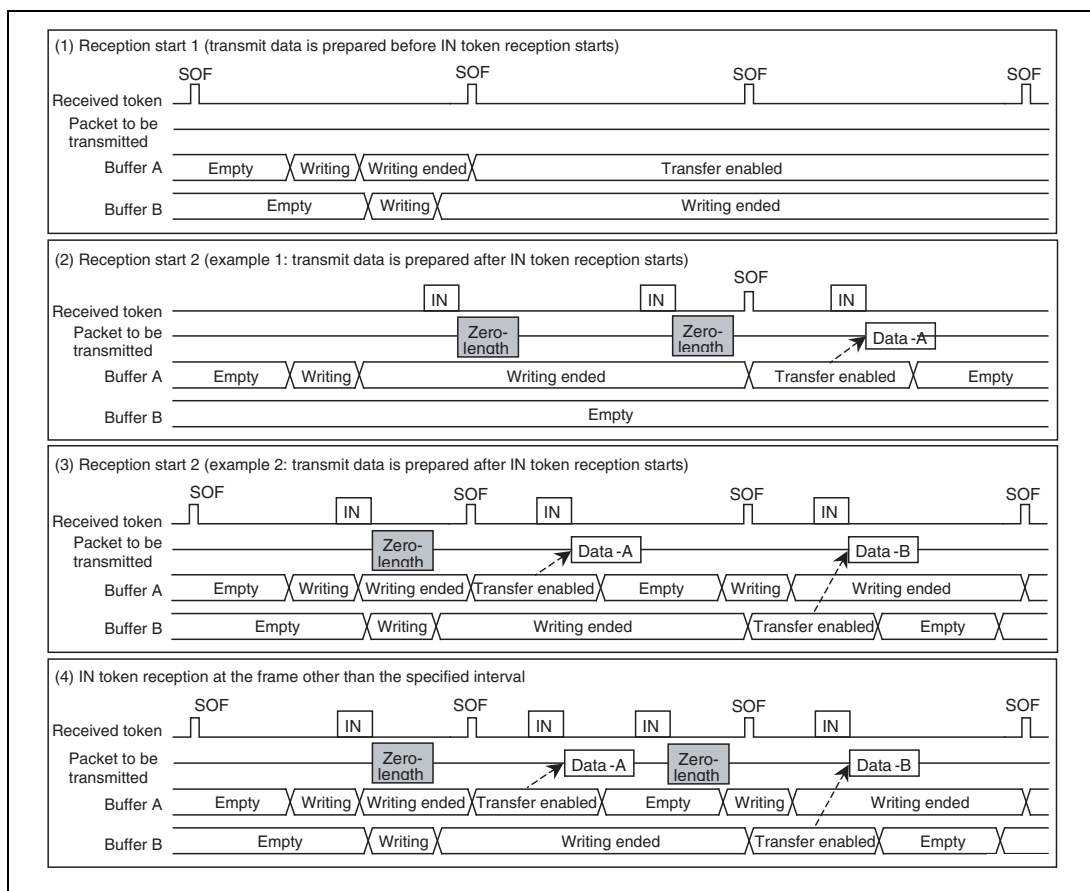 (1) Reception start 1 (transmit data is prepared before IN token reception starts)
SOF SOF SOF SOF
Received token
Packet to be
transmitted
Buffer A Empty Writing Writing ended Transfer enabled
Buffer B Empty Writing Writing ended
(2) Reception start 2 (example 1: transmit data is prepared after IN token reception starts)
SOF
IN IN IN
Received token
Packet to be
transmitted
Zero-
length
Zero-
length
Data -A
Buffer A Empty Writing Writing ended Transfer enabled Empty
Buffer B Empty
(3) Reception start 2 (example 2: transmit data is prepared after IN token reception starts)
SOF SOF SOF SOF
IN IN IN
Received token
Packet to be
transmitted
Zero-
length
Data -A Data -B
Buffer A Empty Writing Writing ended Transfer enabled Empty Writing Writing ended
Buffer B Empty Writing Writing ended Transfer enabled Empty
(4) IN token reception at the frame other than the specified interval
SOF SOF SOF SOF
IN IN IN IN
Received token
Packet to be
transmitted
Zero-
length
Data -A
Zero-
length
Data -B
Buffer A Empty Writing Writing ended Transfer enabled Empty Writing Writing ended
Buffer B Empty Writing Writing ended Transfer enabled Empty